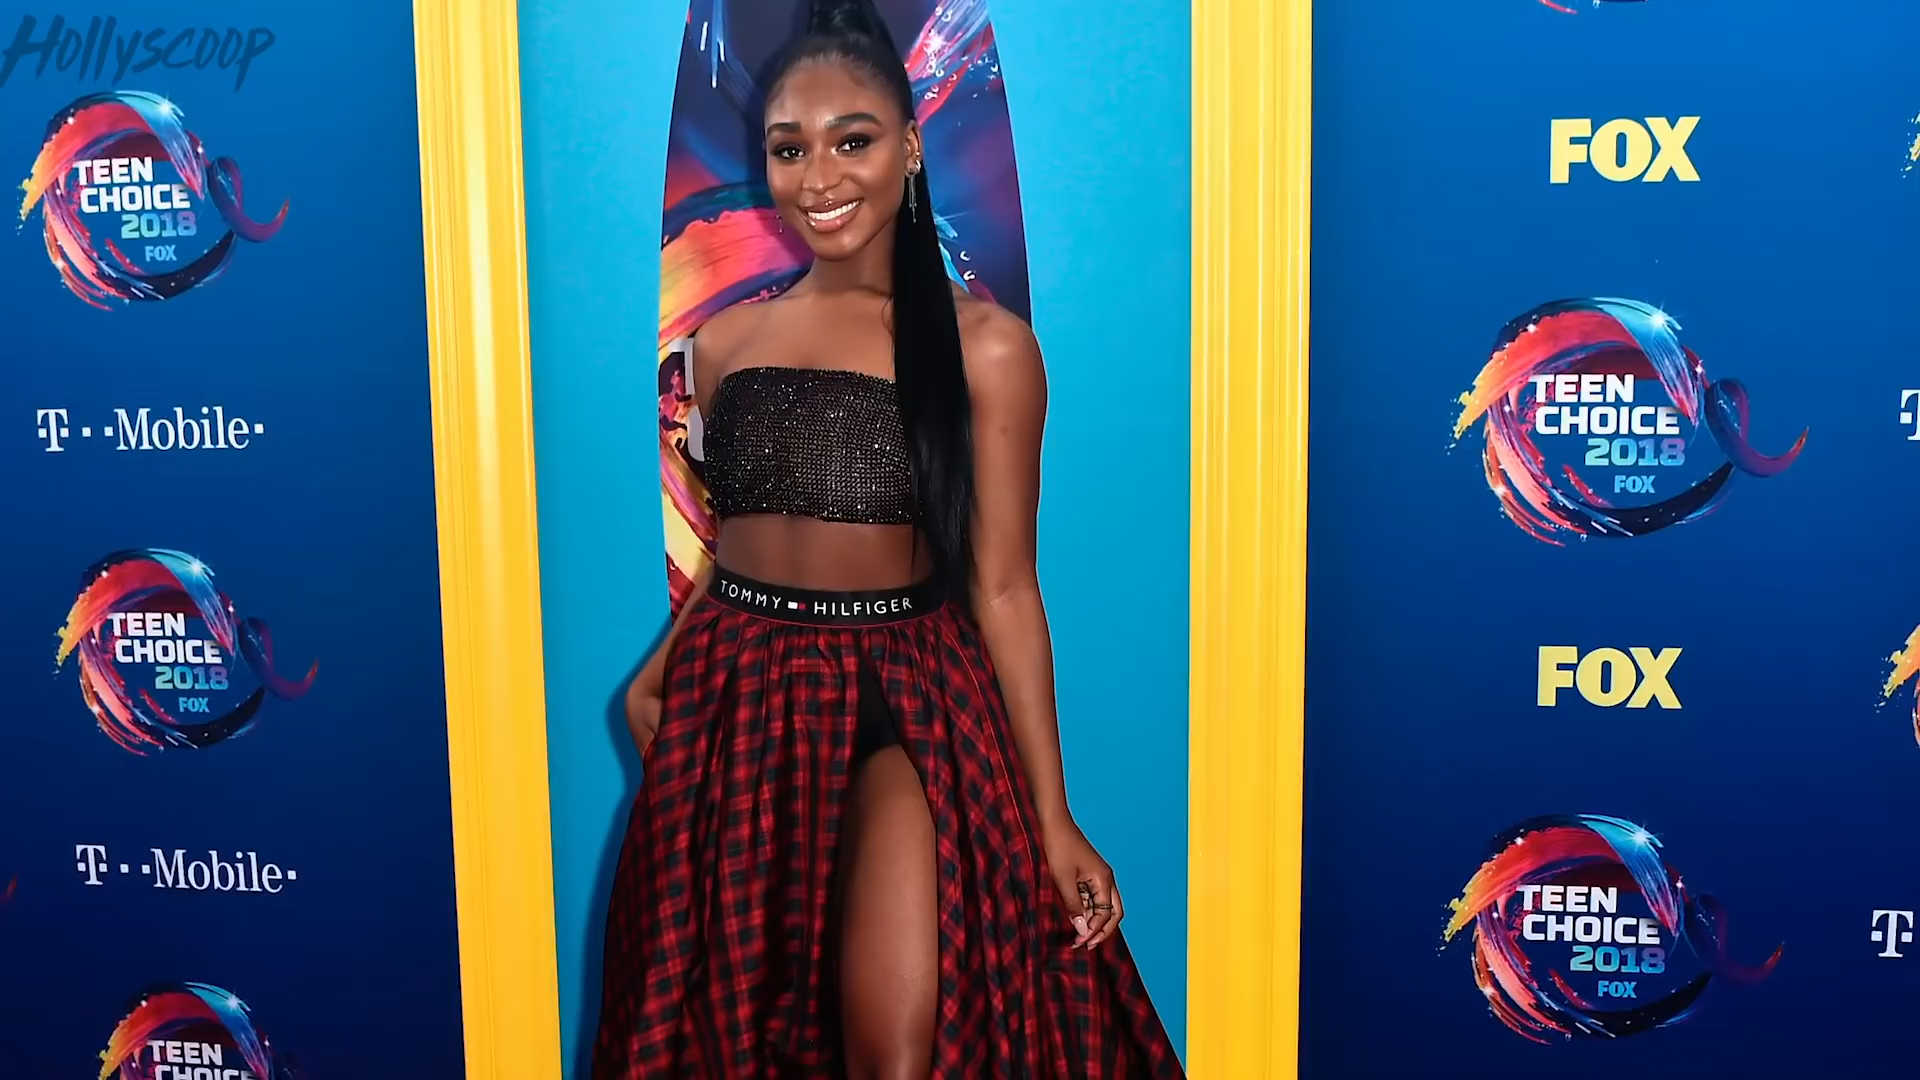 Hollyscoop
TEEN
CHOICE
2018
FOX
T··Mobile·
TEEN
CHOICE
2018
FOX
T··Mobile·
TEEN
CHOICE
TOMMY HILFIGER
FOX
TEEN
CHOICE
2018
FOX
FOX
TEEN
CHOICE
2018
FOX
T
T